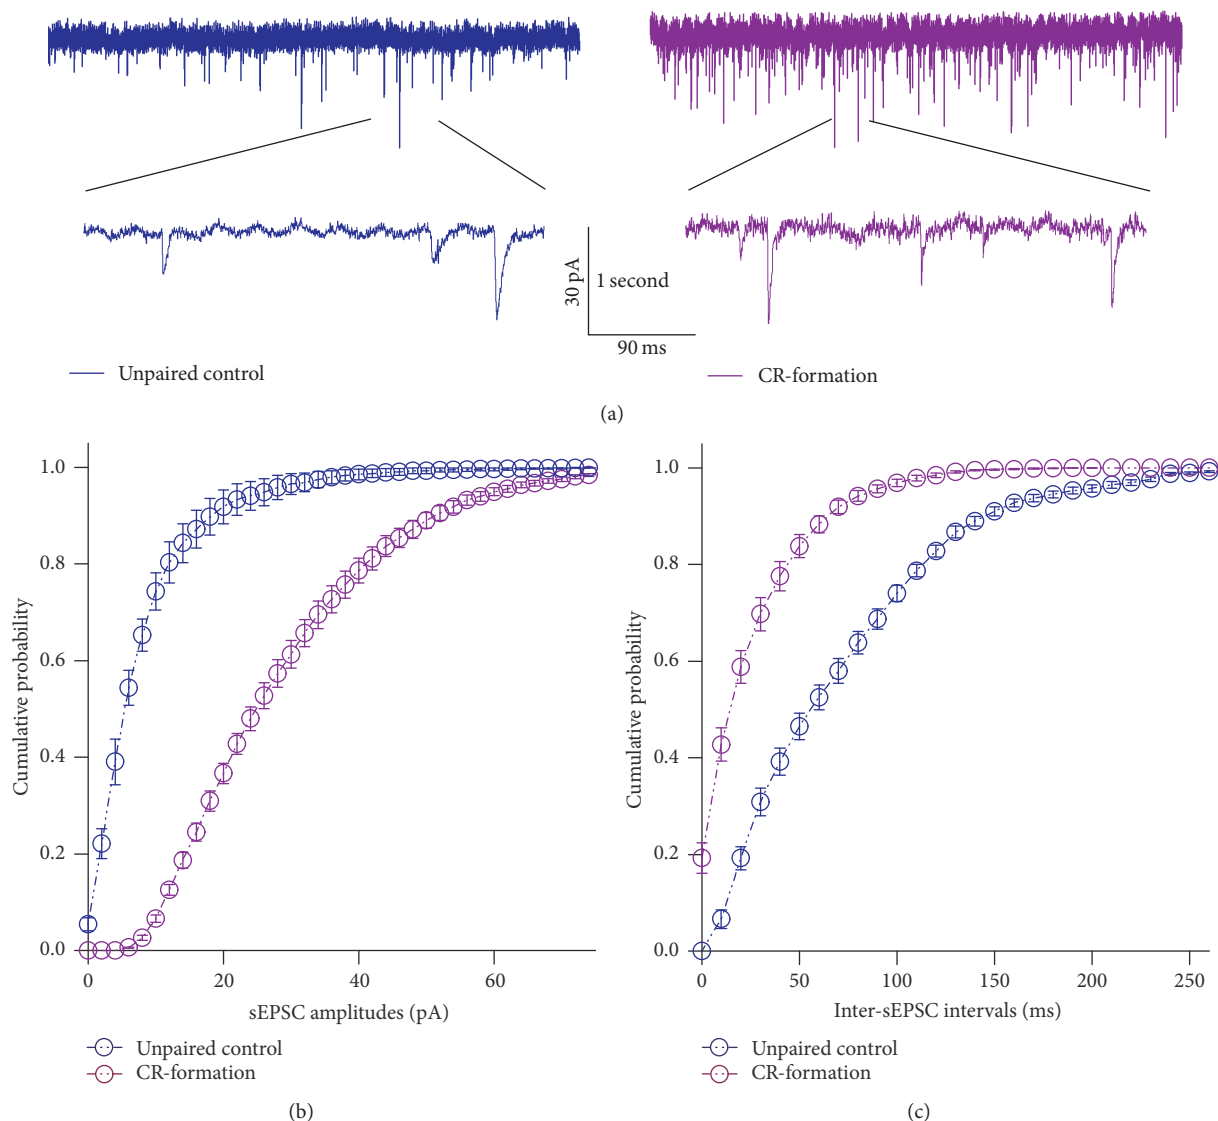 30 pA
1 second
90 ms
Unpaired control
CR-formation
(a)
Cumulative probability
1.0
0.8
0.6
0.4
0.2
0.0
0 20 40 60
sEPSC amplitudes (pA)
Unpaired control
CR-formation
(b)
Cumulative probability
1.0
0.8
0.6
0.4
0.2
0.0
0 50 100 150 200 250
Inter-sEPSC intervals (ms)
Unpaired control
CR-formation
(c)